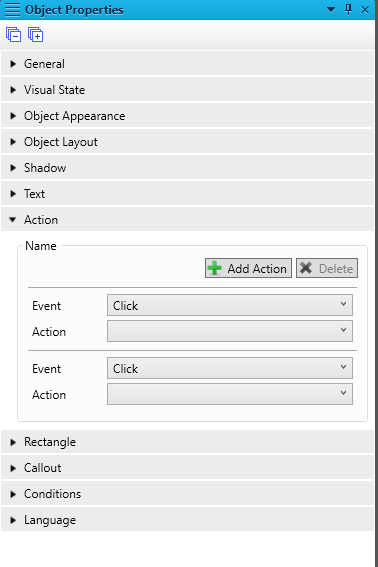 Object Properties
General
Visual State
Object Appearance
Object Layout
Shadow
Text
Action
Name
Add Action Delete
Event Click
Action
Event Click
Action
Rectangle
Callout
Conditions
Language